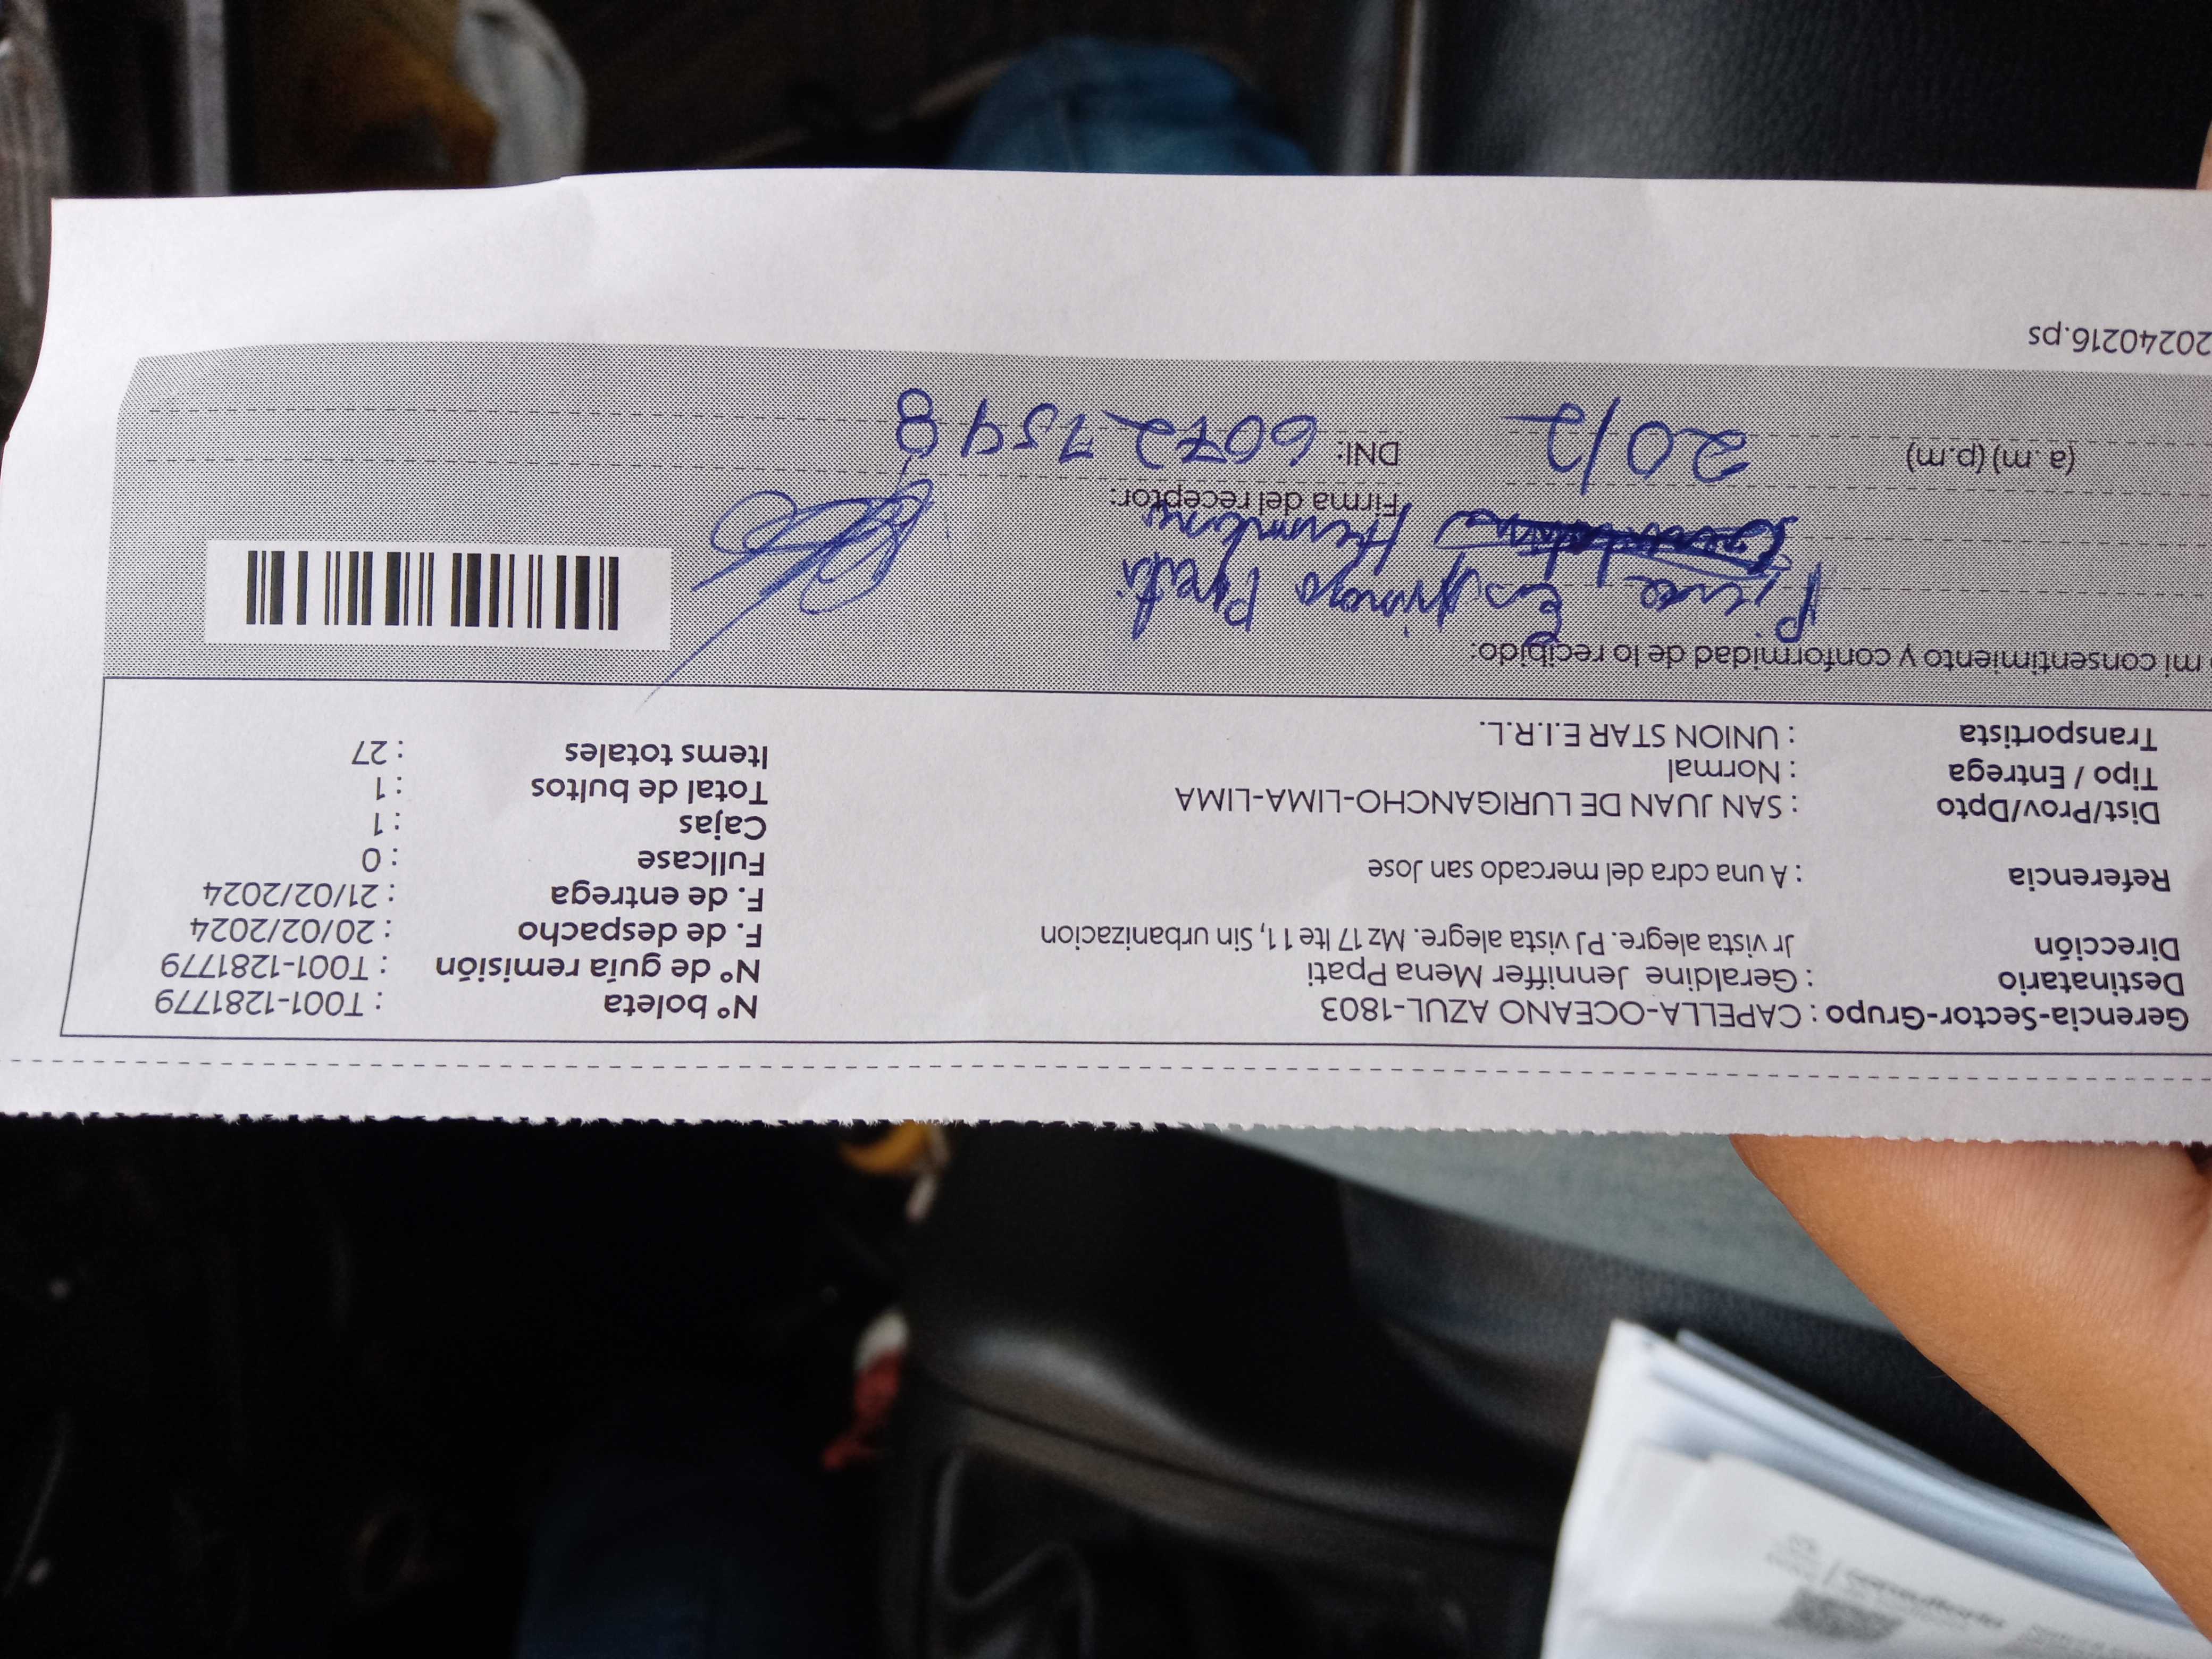 Gerencia-Sector-Grupo : CAPELLA-OCEANO AZUL-1803
Destinatario : Geraldine Jenniffer Mena Ppati
Dirección Jr vista alegre. PJ vista alegre. Mz 17 lte 11, Sin urbanizacion
Referencia : A una cdra del mercado san Jose
Dist/Prov/Dpto : SAN JUAN DE LURIGANCHO-LIMA-LIMA
Tipo / Entrega : Normal
Transportista : UNION STAR E.I.R.L.
N° boleta : T001-1281779
N° de guía remisión : T001-1281779
F. de despacho : 20/02/2024
F. de entrega : 21/02/2024
Fullcase : 0
Cajas : 1
Total de bultos : 1
Items totales : 27
mi consentimiento y conformidad de lo recibido:
Hermano
Firma del receptor:
(a.m) (p.m) 20/2 DNI: 60727548
20240216.ps